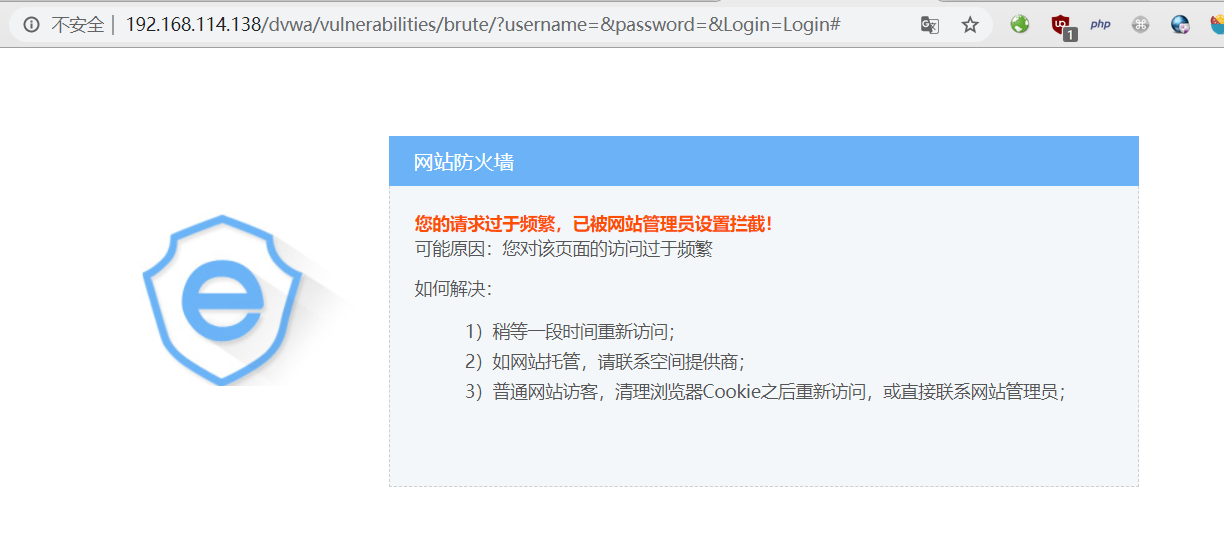 不安全 | 192.168.114.138/dvwa/vulnerabilities/brute/?username=&password=&Login=Login#
php
1
网站防火墙
您的请求过于频繁，已被网站管理员设置拦截！
可能原因：您对该页面的访问过于频繁
如何解决：
1）稍等一段时间重新访问；
2）如网站托管，请联系空间提供商；
3）普通网站访客，清理浏览器Cookie之后重新访问，或直接联系网站管理员；